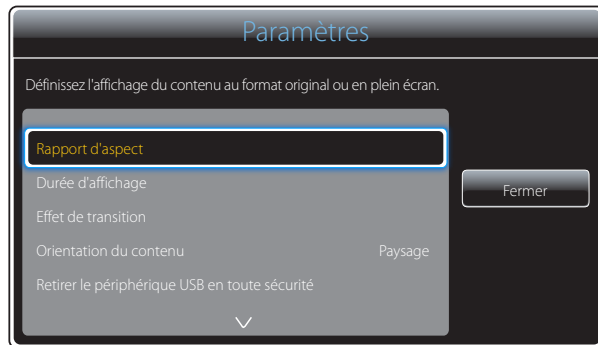 Paramètres
Définissez l'affichage du contenu au format original ou en plein écran.
Rapport d'aspect
Durée d'affichage
Fermer
Effet de transition
Orientation du contenu Paysage
Retirer le périphérique USB en toute sécurité